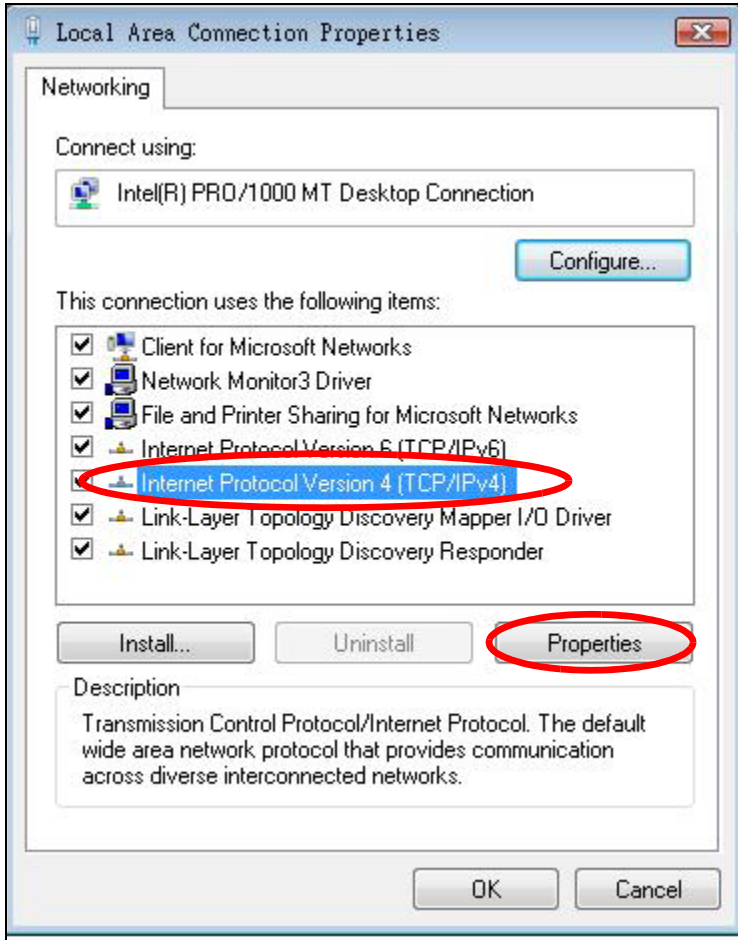 Local Area Connection Properties
Networking
Connect using:
Intel(R) PRO/1000 MT Desktop Connection
Configure...
This connection uses the following items:
Client for Microsoft Networks
Network Monitor3 Driver
File and Printer Sharing for Microsoft Networks
Internet Protocol Version 6 (TCP/IPv6)
Internet Protocol Version 4 (TCP/IPv4)
Link-Layer Topology Discovery Mapper I/O Driver
Link-Layer Topology Discovery Responder
Install... Uninstall Properties
Description
Transmission Control Protocol/Internet Protocol. The default
wide area network protocol that provides communication
across diverse interconnected networks.
OK Cancel